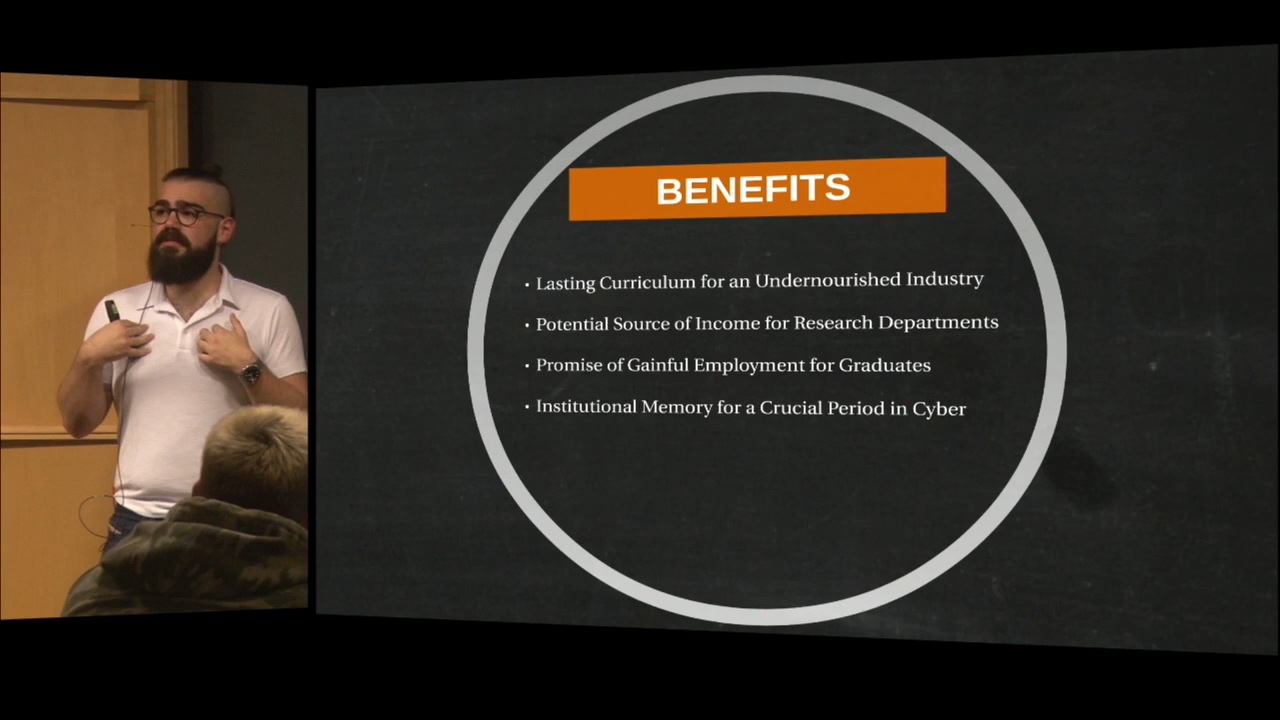 BENEFITS
• Lasting Curriculum for an Undernourished Industry
• Potential Source of Income for Research Departments
• Promise of Gainful Employment for Graduates
• Institutional Memory for a Crucial Period in Cyber